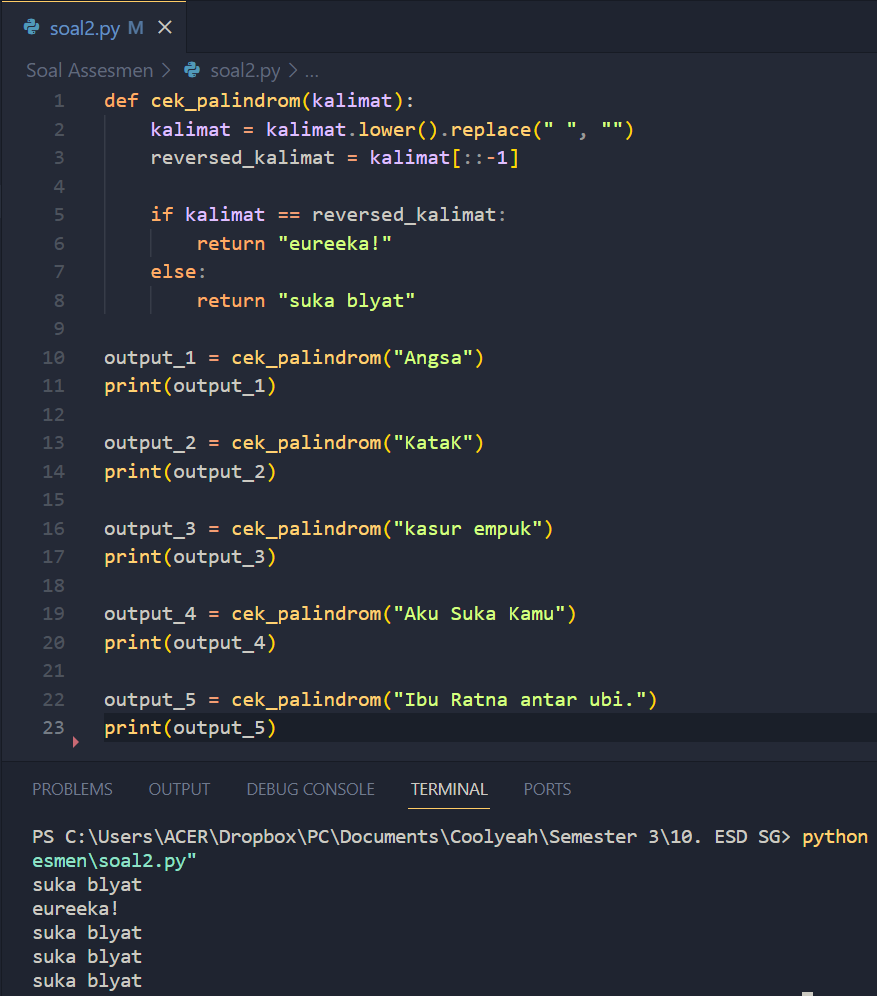 soal2.py M ×
Soal Assesmen > soal2.py > ...
1 def cek_palindrom(kalimat):
2     kalimat = kalimat.lower().replace(" ", "")
3     reversed_kalimat = kalimat[::-1]
4
5     if kalimat == reversed_kalimat:
6         return "eureeka!"
7     else:
8         return "suka blyat"
9
10 output_1 = cek_palindrom("Angsa")
11 print(output_1)
12
13 output_2 = cek_palindrom("KataK")
14 print(output_2)
15
16 output_3 = cek_palindrom("kasur empuk")
17 print(output_3)
18
19 output_4 = cek_palindrom("Aku Suka Kamu")
20 print(output_4)
21
22 output_5 = cek_palindrom("Ibu Ratna antar ubi.")
23 print(output_5)
PROBLEMS OUTPUT DEBUG CONSOLE TERMINAL PORTS
PS C:\Users\ACER\Dropbox\PC\Documents\Coolyeah\Semester 3\10. ESD SG> python
esmen\soal2.py"
suka blyat
eureeka!
suka blyat
suka blyat
suka blyat